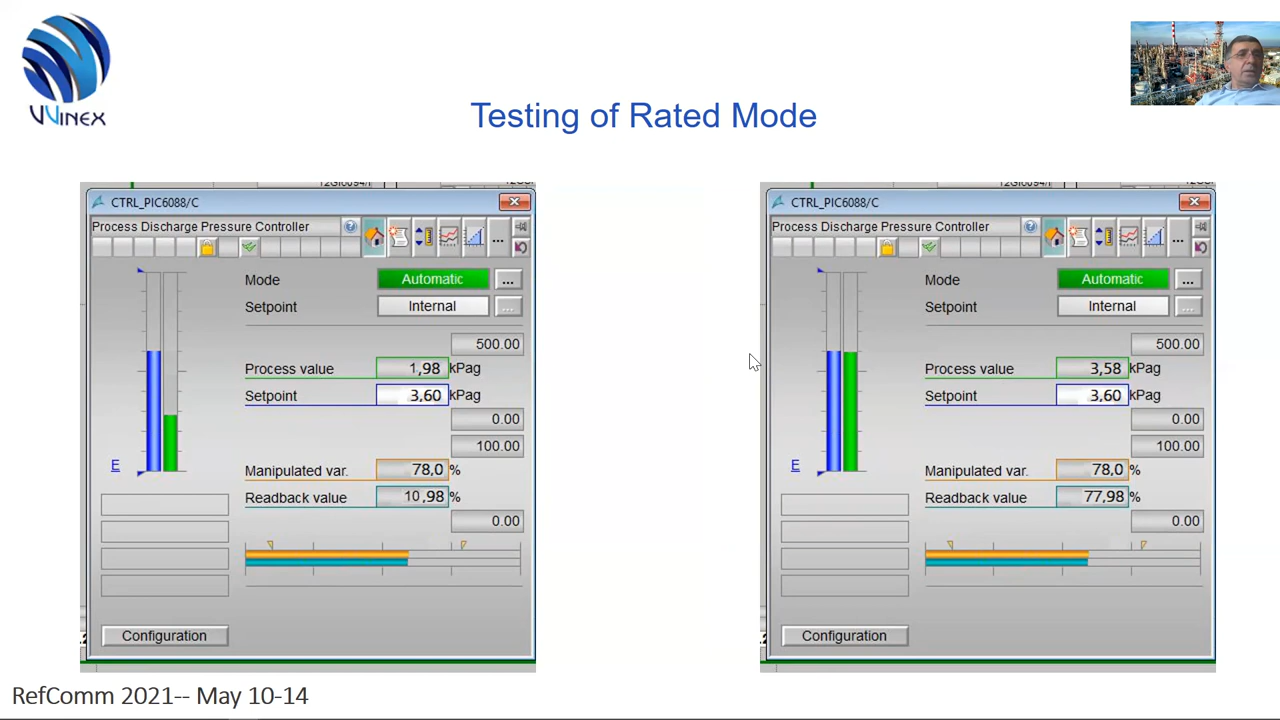 VVINEX
Testing of Rated Mode
CTRL_PIC6088/C
Process Discharge Pressure Controller
Mode
Automatic
...
Setpoint
Internal
...
500.00
Process value
1,98 kPag
Setpoint
3,60 kPag
0.00
100.00
E
Manipulated var.
78,0 %
Readback value
10,98 %
0.00
Configuration
CTRL_PIC6088/C
Process Discharge Pressure Controller
Mode
Automatic
...
Setpoint
Internal
...
500.00
Process value
3,58 kPag
Setpoint
3,60 kPag
0.00
100.00
E
Manipulated var.
78,0 %
Readback value
77,98 %
0.00
Configuration
RefComm 2021-- May 10-14